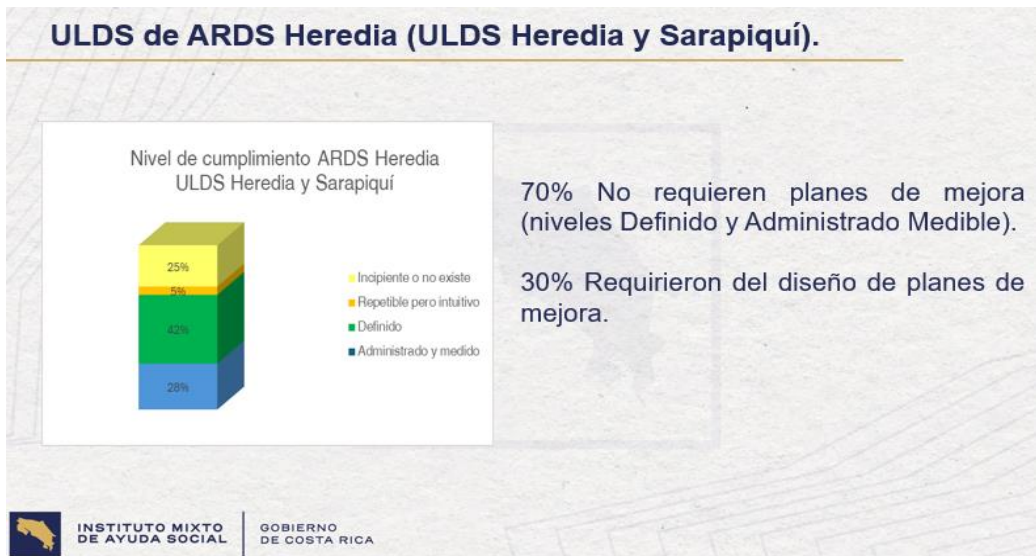 ULDS de ARDS Heredia (ULDS Heredia y Sarapiquí).
Nivel de cumplimiento ARDS Heredia
ULDS Heredia y Sarapiquí
25%
5%
42%
28%
Incipiente o no existe
Repetible pero intuitivo
Definido
Administrado y medido
70% No requieren planes de mejora
(niveles Definido y Administrado Medible).
30% Requirieron del diseño de planes de
mejora.
INSTITUTO MIXTO
DE AYUDA SOCIAL
GOBIERNO
DE COSTA RICA